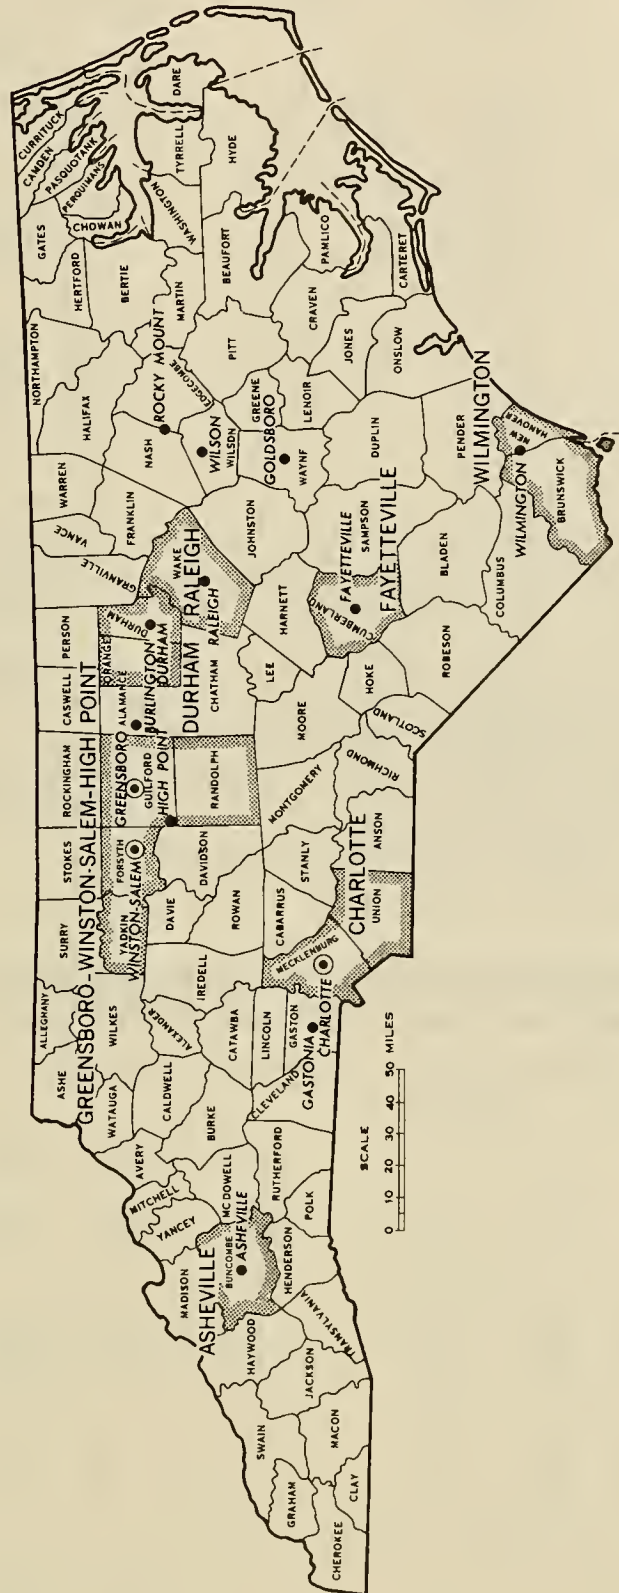 CURRITUCK
CAMDEN
PASQUOTANK
PERQUIMANS
GATES
CHOWAN
HERTFORD
BERTIE
NORTHAMPTON
HALIFAX
WARREN
VANCE
GRANVILLE
FRANKLIN
PERSON
CASWELL
ROCKINGHAM
STOKES
SURRY
ALLEGHANY
ASHE
GREENSBORO-WINSTON-SALEM-HIGH POINT
DARE
TYRRELL
WASHINGTON
HYDE
MARTIN
BEAUFORT
EDGECOMBE
ROCKY MOUNT
NASH
PITT
WILSON
WILSON
GREENE
GOLDSBORO
WAYNE
LENOIR
CRAVEN
PAMLICO
CARTERET
JONES
ONSLOW
DUPLIN
PENDER
WILMINGTON
NEW HANOVER
WILMINGTON
BRUNSWICK
COLUMBUS
BLADEN
SAMPSON
FAYETTEVILLE
FAYETTEVILLE
CUMBERLAND
JOHNSTON
HARNETT
WAKE
RALEIGH
RALEIGH
DURHAM
DURHAM
DURHAM
ORANGE
ALAMANCE
BURLINGTON
CHATHAM
LEE
HOKE
ROBESON
SCOTLAND
RICHMOND
MOORE
MONTGOMERY
RANDOLPH
GREENSBORO
GUILFORD
HIGH POINT
FORSYTH
WINSTON-SALEM
DAVIDSON
YADKIN
DAVIE
ROWAN
STANLY
ANSON
UNION
CHARLOTTE
CABARRUS
MECKLENBURG
CHARLOTTE
IREDELL
WILKES
ALEXANDER
CATAWBA
LINCOLN
GASTON
GASTONIA
CLEVELAND
WATAUGA
CALDWELL
BURKE
AVERY
MITCHELL
YANCEY
MC DOWELL
RUTHERFORD
POLK
MADISON
ASHEVILLE
BUNCOMBE
ASHEVILLE
HENDERSON
TRANSYLVANIA
HAYWOOD
JACKSON
SWAIN
MACON
GRAHAM
CLAY
CHEROKEE
SCALE
0 10 20 30 40 50 MILES